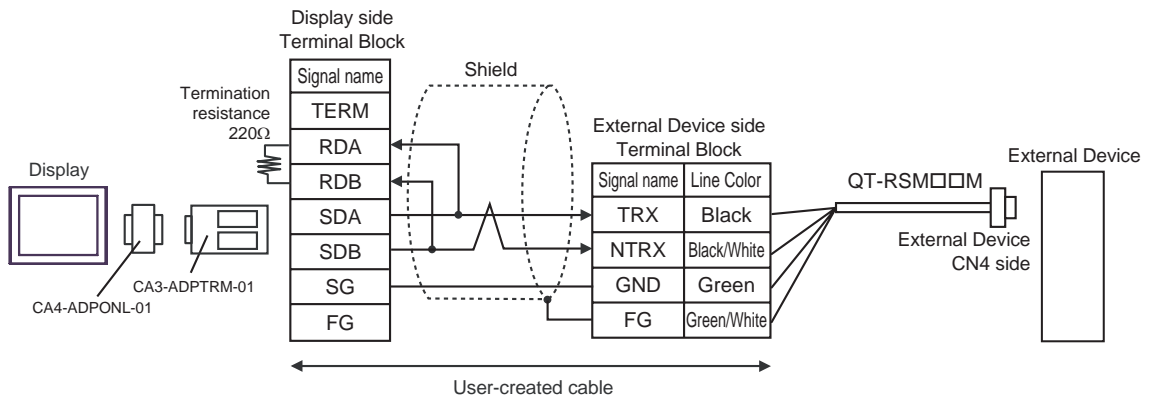 Display side
Terminal Block
Signal name
TERM
RDA
RDB
SDA
SDB
SG
FG
Termination
resistance
220Ω
Shield
Display
CA4-ADPONL-01
CA3-ADPTRM-01
External Device side
Terminal Block
Signal name Line Color
TRX Black
NTRX Black/White
GND Green
FG Green/White
QT-RSM□□M
External Device
CN4 side
External Device
User-created cable